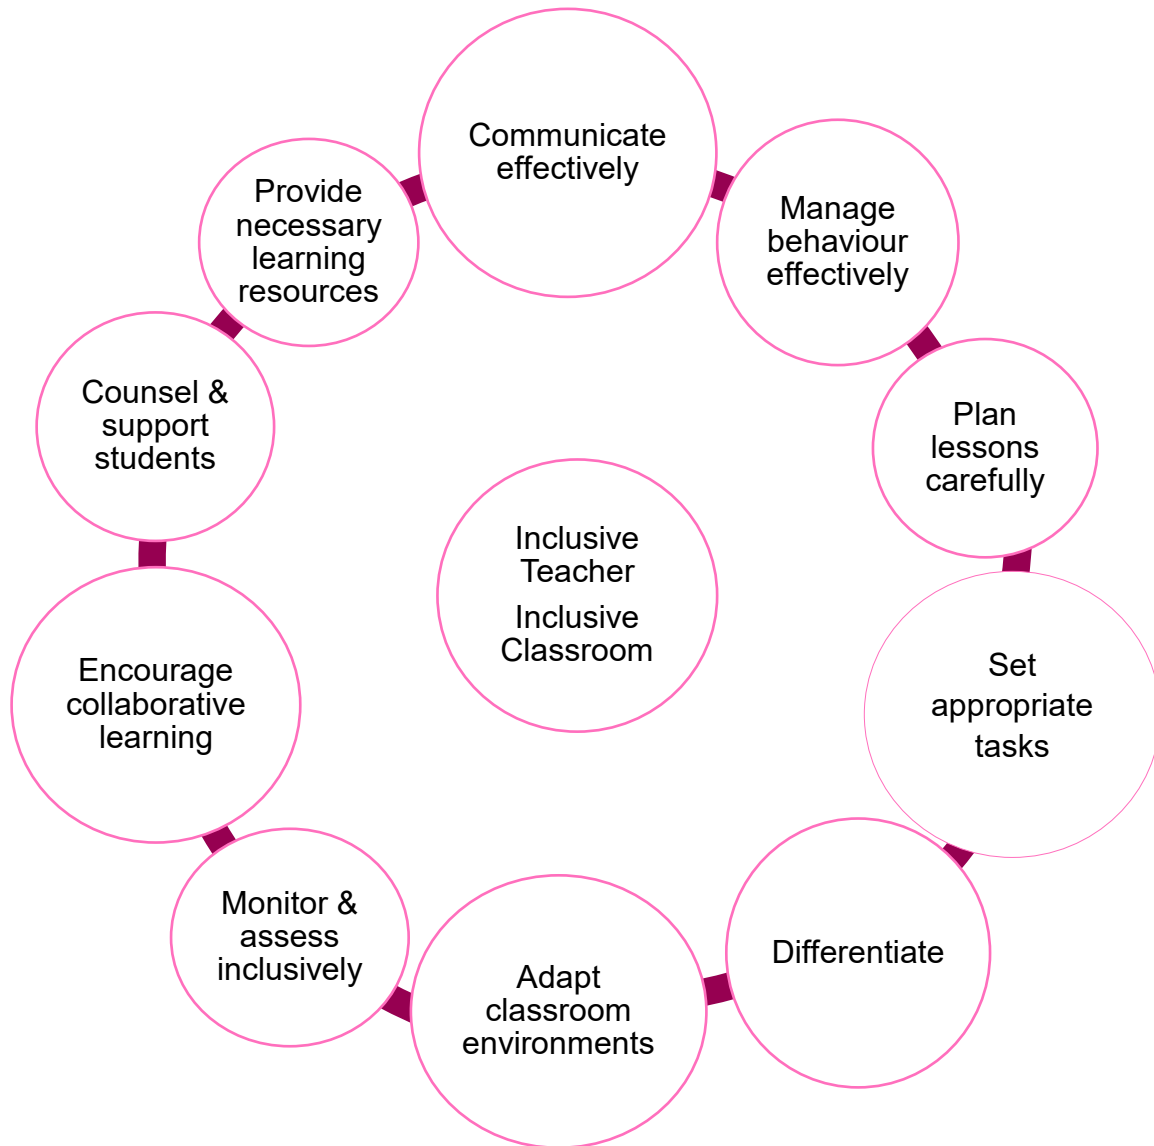 Communicate
effectively
Manage
behaviour
effectively
Plan
lessons
carefully
Set
appropriate
tasks
Differentiate
Adapt
classroom
environments
Monitor &
assess
inclusively
Encourage
collaborative
learning
Counsel &
support
students
Provide
necessary
learning
resources
Inclusive
Teacher
Inclusive
Classroom